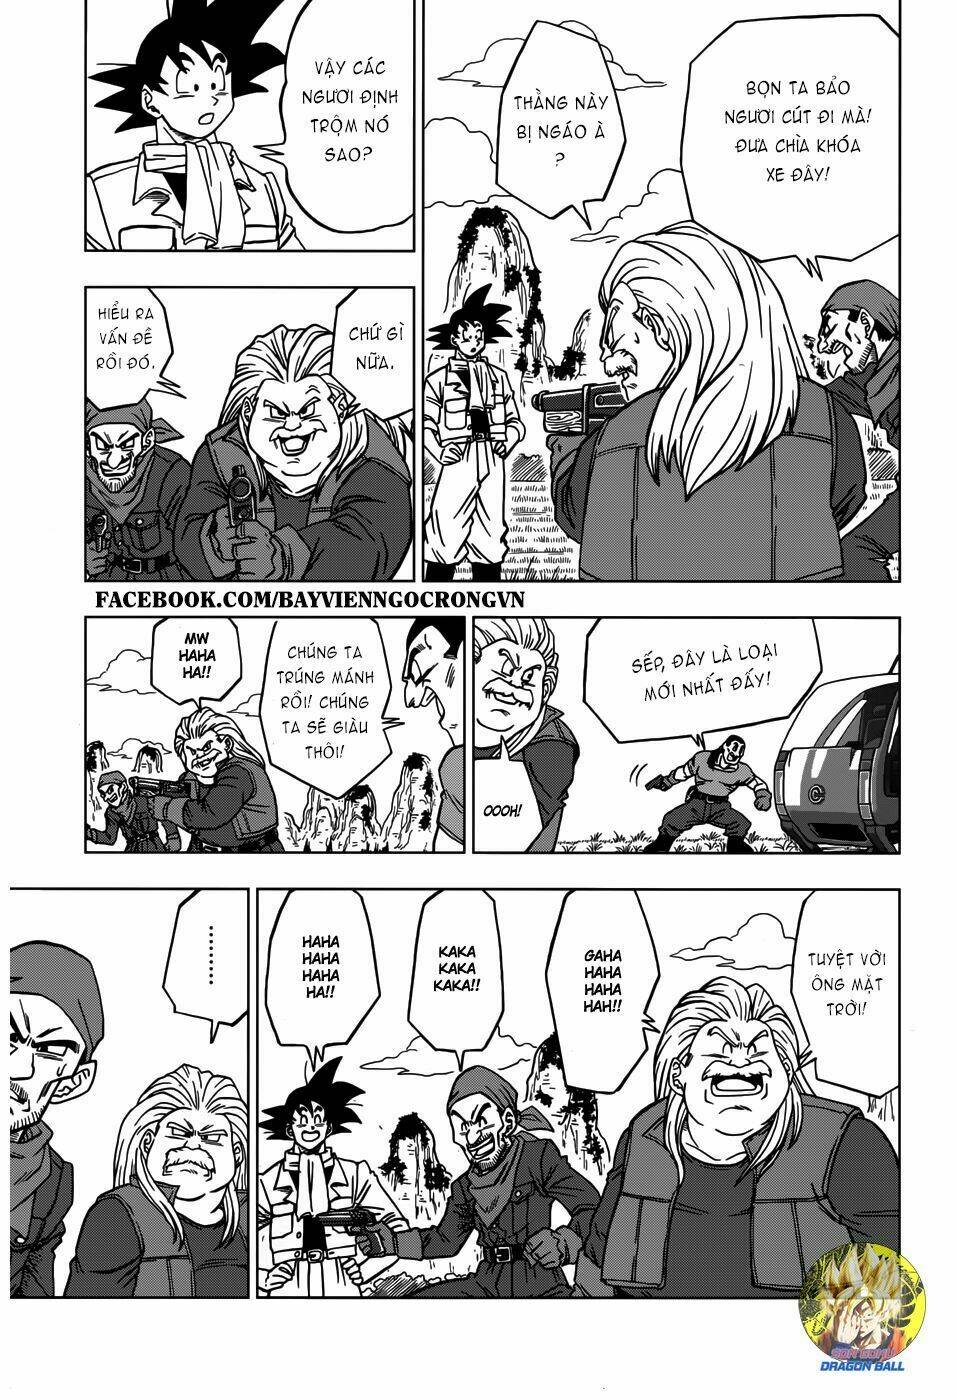 BỌN TA BẢO
NGƯƠI CÚT ĐI MÀ!
ĐƯA CHÌA KHÓA
XE ĐÂY!
THẰNG NÀY
BỊ NGÁO À
?
VẬY CÁC
NGƯƠI ĐỊNH
TRỘM NÓ
SAO?
CHỨ GÌ
NỮA.
HIỂU RA
VẤN ĐỀ
RỒI ĐÓ.
FACEBOOK.COM/BAYVIENNGOCRONGVN
SẾP, ĐÂY LÀ LOẠI
MỚI NHẤT ĐẤY!
OOOH!
C
CHÚNG TA
TRÚNG MÁNH
RỒI! CHÚNG
TA SẼ GIÀU
THÔI!
MW
HAHA
HA!!
TUYỆT VỜI
ÔNG MẶT
TRỜI!
GAHA
HAHA
HAHA
HAH!!
KAKA
KAKA
KAKA!!
HAHA
HAHA
HAHA
HA!!
........
SON GOKU
DRAGON BALL